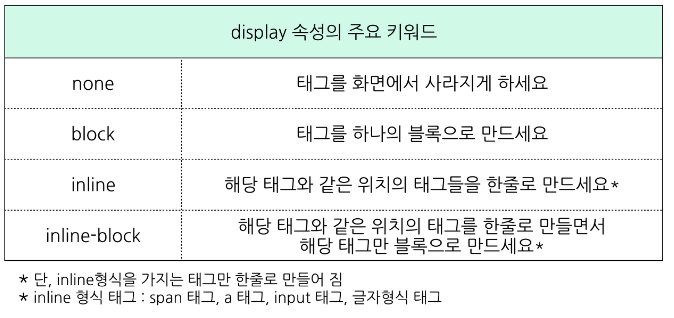 display 속성의 주요 키워드
none 태그를 화면에서 사라지게 하세요
block 태그를 하나의 블록으로 만드세요
inline 해당 태그와 같은 위치의 태그들을 한줄로 만드세요*
inline-block 해당 태그와 같은 위치의 태그를 한줄로 만들면서
해당 태그만 블록으로 만드세요*
* 단, inline형식을 가지는 태그만 한줄로 만들어 짐
* inline 형식 태그 : span 태그, a 태그, input 태그, 글자형식 태그